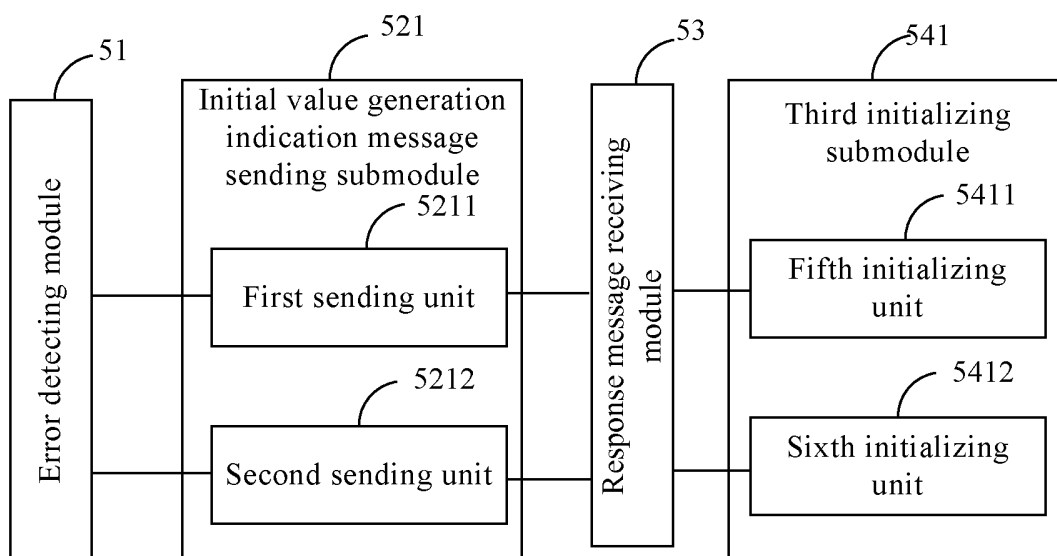 51
521
53
541
Error detecting module
Initial value generation
indication message
sending submodule
5211
First sending unit
5212
Second sending unit
Response message receiving
module
Third initializing
submodule
5411
Fifth initializing
unit
5412
Sixth initializing
unit